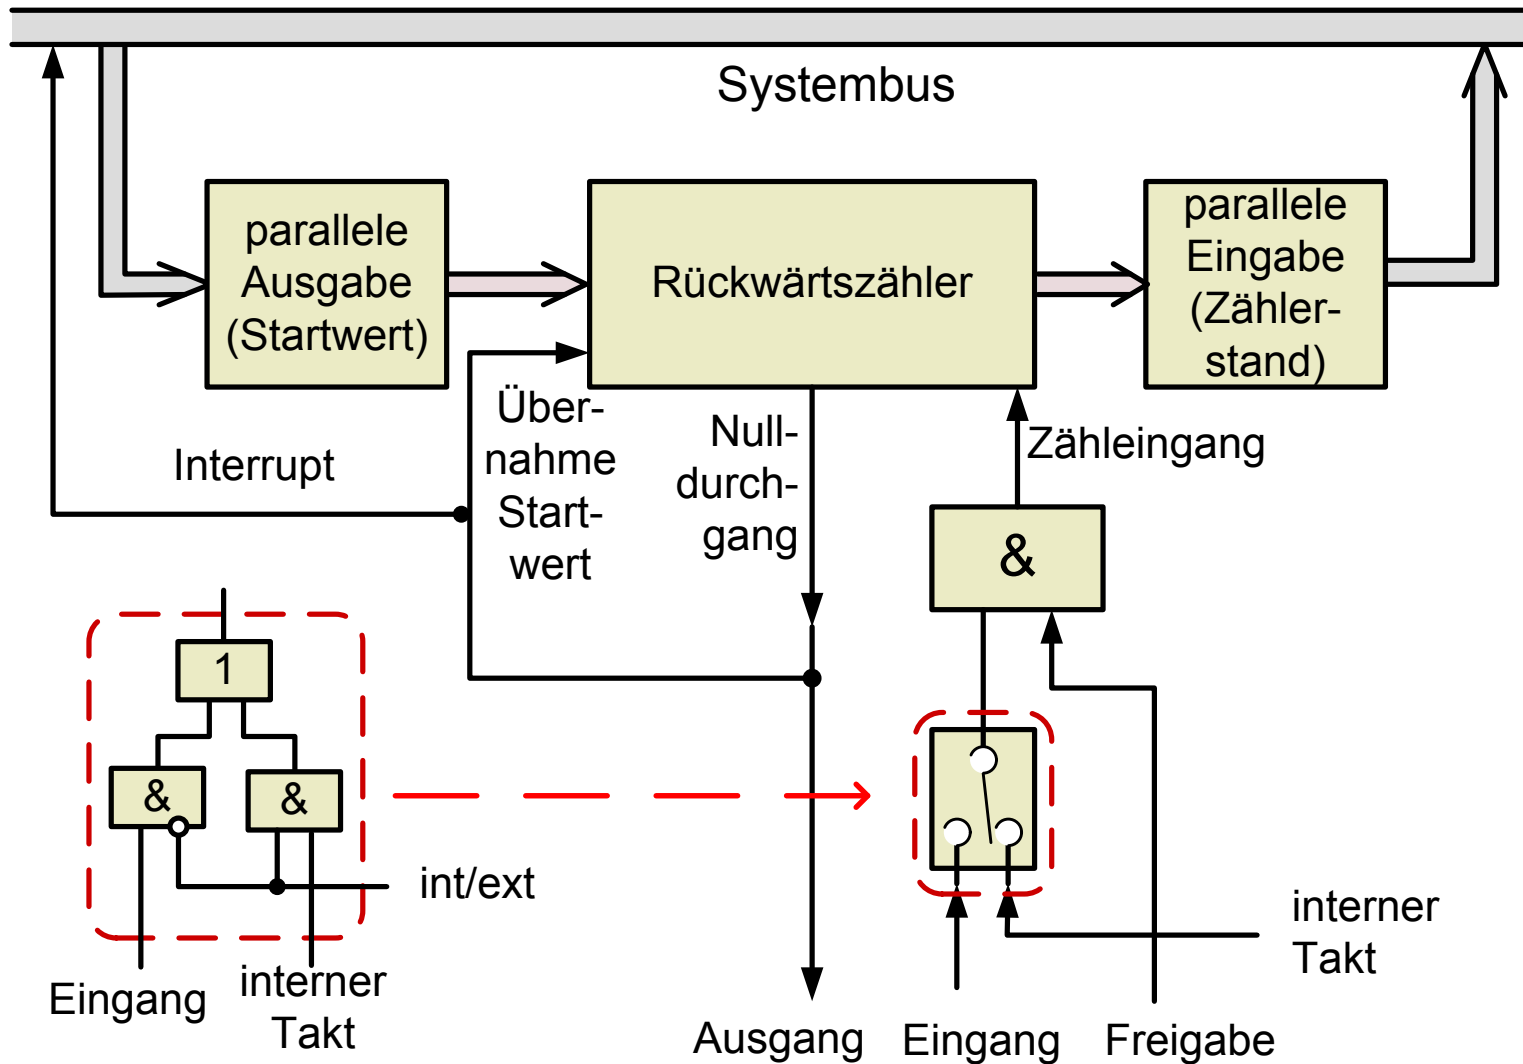 Systembus
parallele
Ausgabe
(Startwert)
Rückwärtszähler
parallele
Eingabe
(Zähler-
stand)
Über-
nahme
Start-
wert
Null-
durch-
gang
Zähleingang
Interrupt
&
1
&
&
int/ext
Eingang
interner
Takt
interner
Takt
Ausgang
Eingang
Freigabe